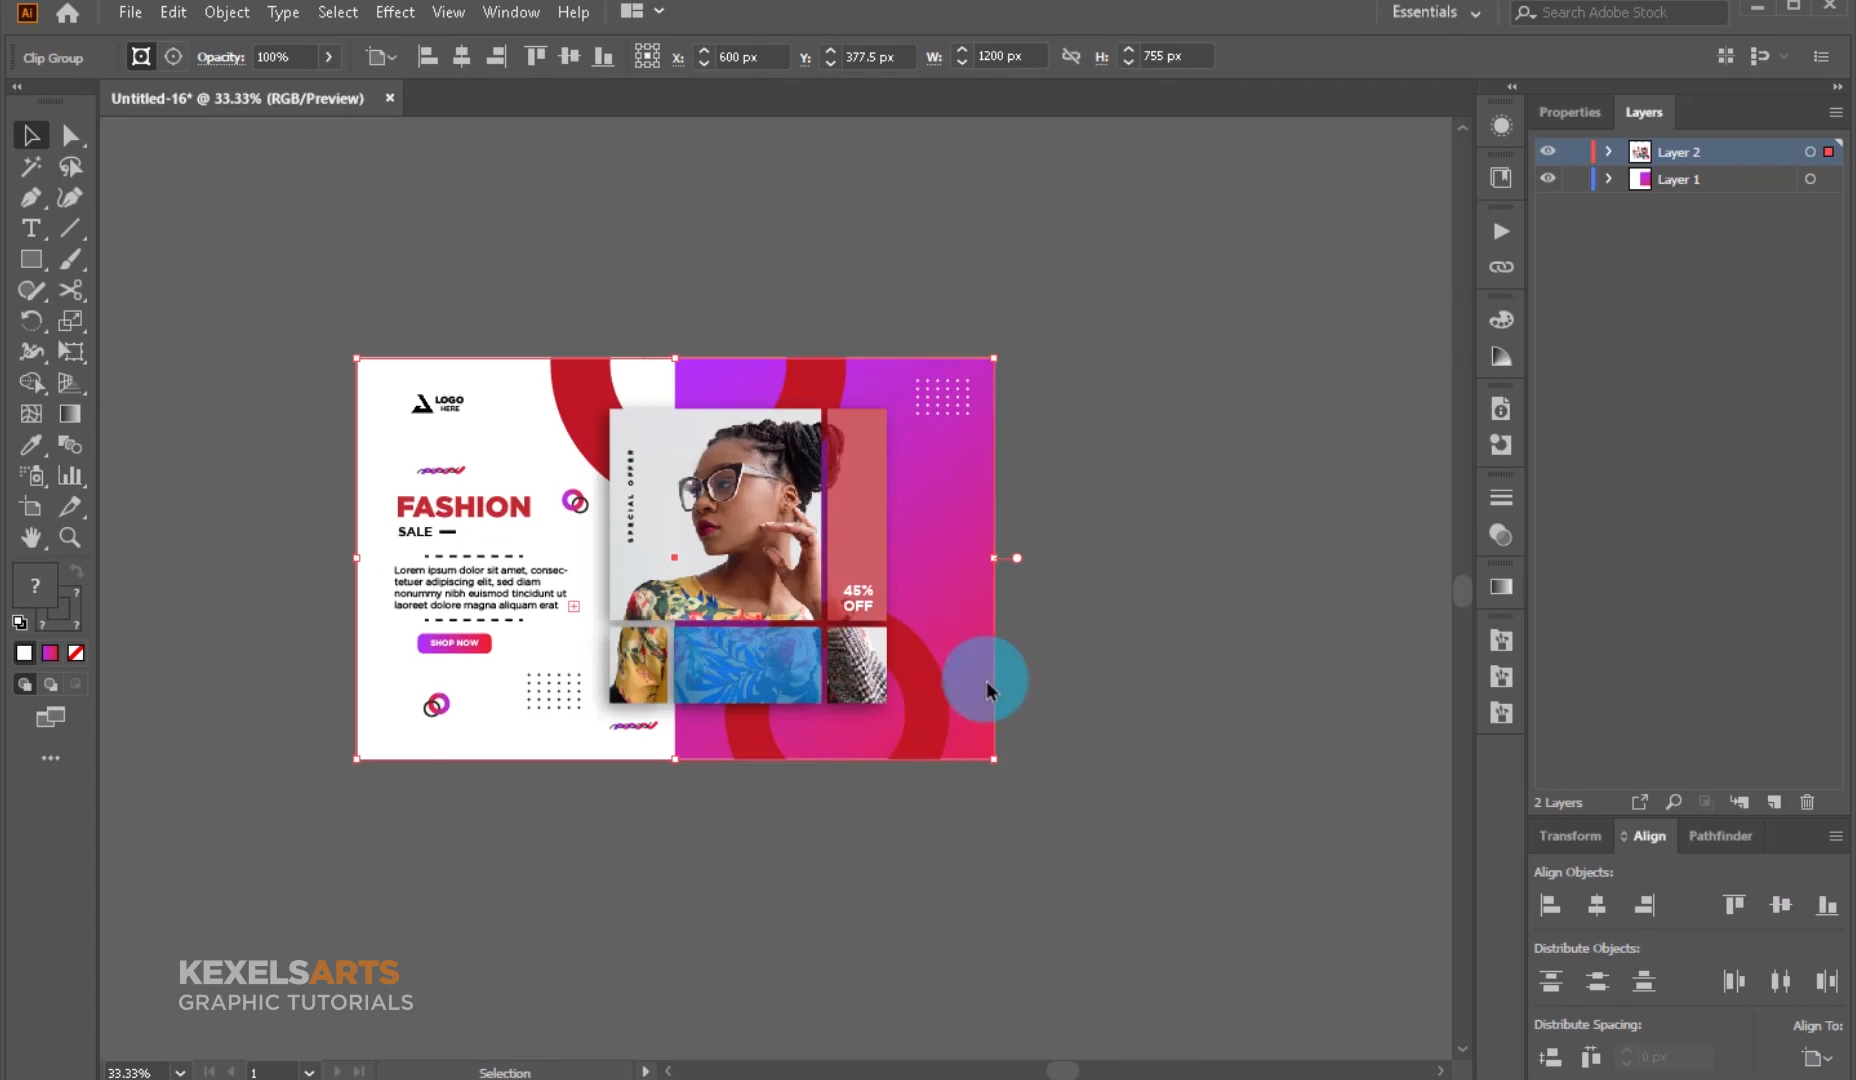 Ai
File Edit Object Type Select Effect View Window Help
Essentials
Search Adobe Stock
Clip Group
Opacity: 100%
X: 600 px
Y: 377.5 px
W: 1200 px
H: 755 px
Untitled-16* @ 33.33% (RGB/Preview)
Properties
Layers
Layer 2
Layer 1
LOGO
HERE
SPECIAL OFFER
FASHION
SALE
Lorem ipsum dolor sit amet, consec-
tetuer adipiscing elit, sed diam
nonummy nibh euismod tincidunt ut
laoreet dolore magna aliquam erat
SHOP NOW
45%
OFF
2 Layers
Transform
Align
Pathfinder
Align Objects:
Distribute Objects:
Distribute Spacing:
Align To:
0 px
KEXELSARTS
GRAPHIC TUTORIALS
33.33%
1
Selection